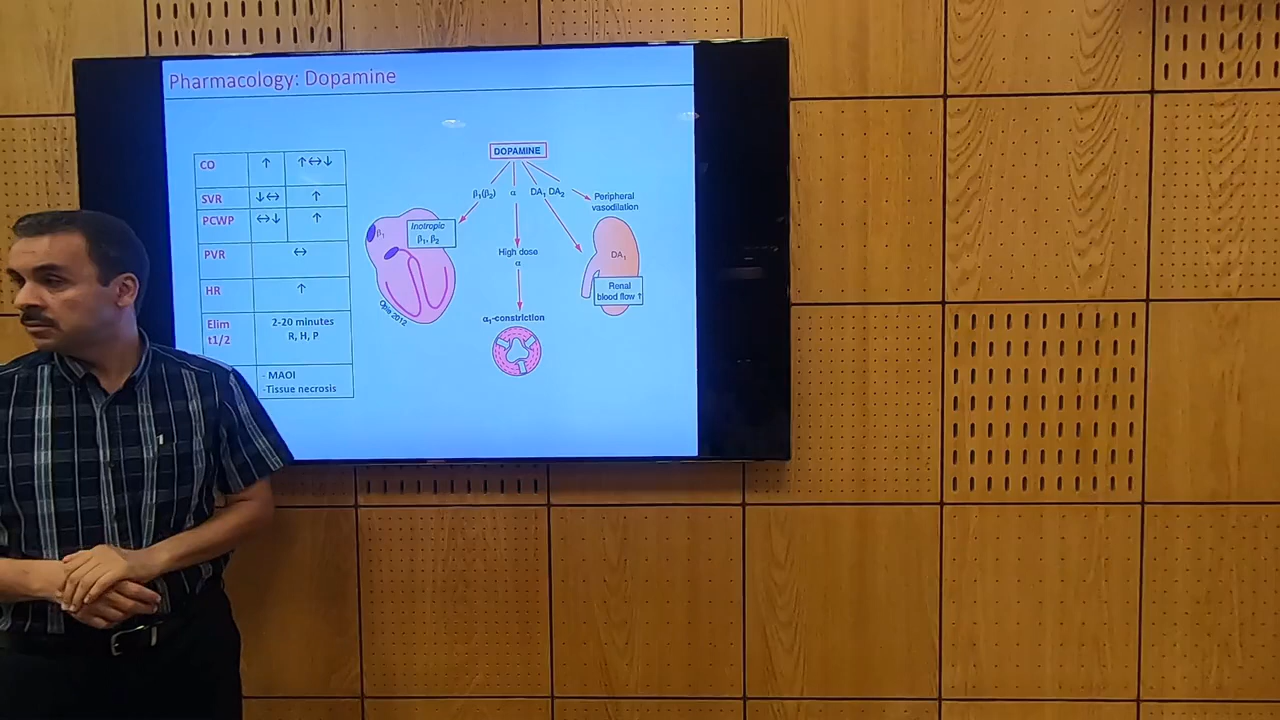 Pharmacology: Dopamine
CO ↑ ↑↔↓
SVR ↓↔ ↑
PCWP ↔↓ ↑
PVR ↔
HR ↑
Elim 2-20 minutes
t1/2 R, H, P
- MAOI
-Tissue necrosis
DOPAMINE
β₁(β₂) α DA₁ DA₂
Peripheral
vasodilation
β₁
Inotropic
β₁, β₂
Opie 2012
High dose
α
α₁-constriction
DA₁
Renal
blood flow ↑